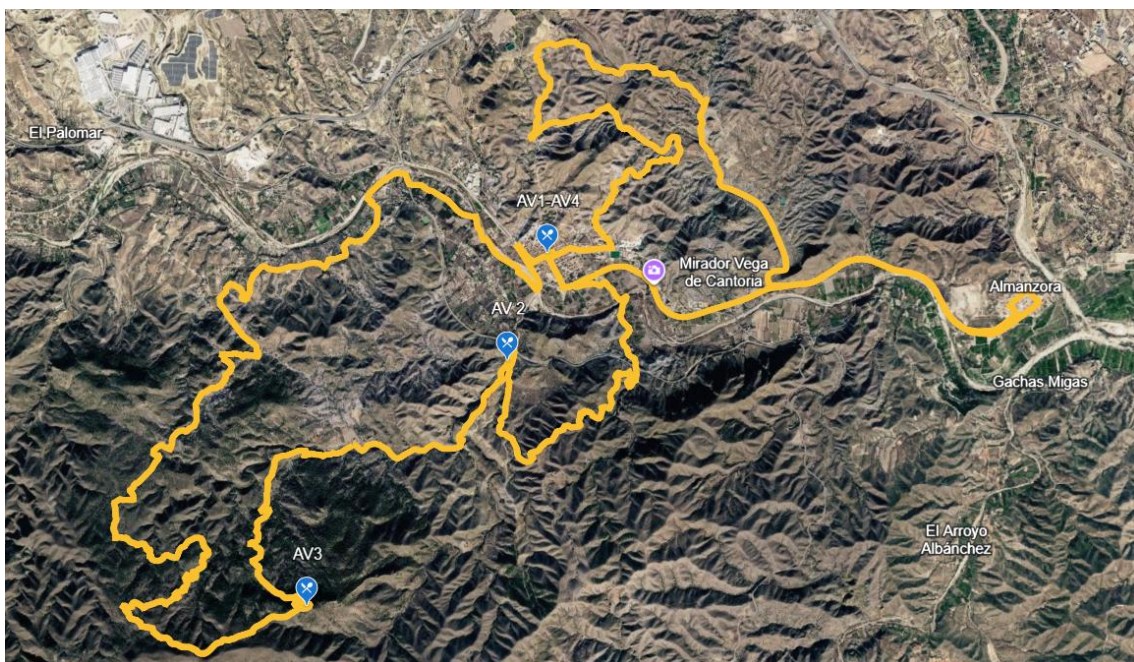 El Palomar
AV1-AV4
Mirador Vega
de Cantoria
Almanzora
AV 2
Gachas Migas
El Arroyo
Albánchez
AV3